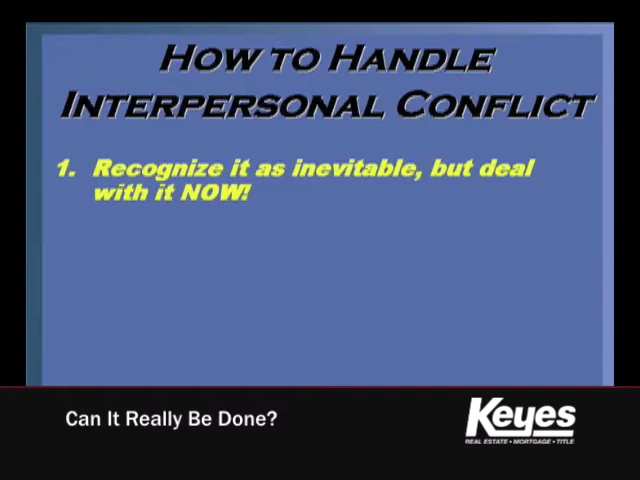 HOW TO HANDLE
INTERPERSONAL CONFLICT
1. Recognize it as inevitable, but deal
with it NOW!
Can It Really Be Done?
Keyes
REAL ESTATE • MORTGAGE • TITLE